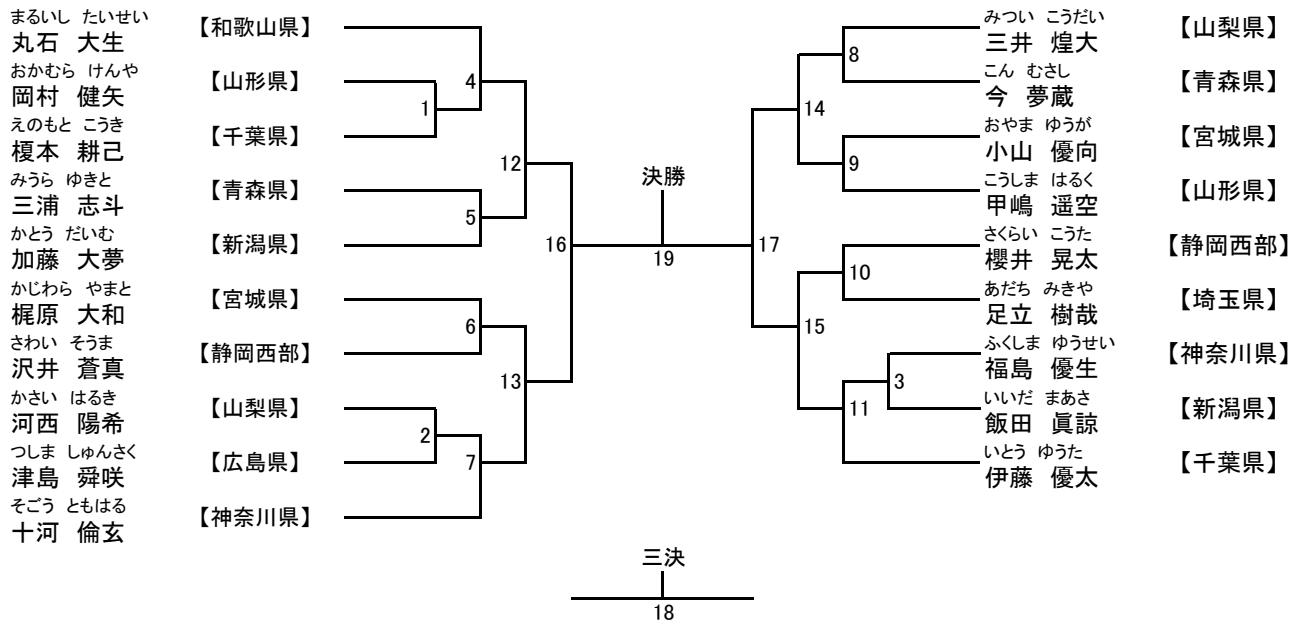 まるいし たいせい
丸石 大生 【和歌山県】
おかむら けんや
岡村 健矢 【山形県】
えのもと こうき
榎本 耕己 【千葉県】
みうら ゆきと
三浦 志斗 【青森県】
かとう だいむ
加藤 大夢 【新潟県】
かじわら やまと
梶原 大和 【宮城県】
さわい そうま
沢井 蒼真 【静岡西部】
かさい はるき
河西 陽希 【山梨県】
つしま しゅんさく
津島 舜咲 【広島県】
そごう ともはる
十河 倫玄 【神奈川県】
4
1
12
5
16
6
13
2
7
決勝
19
三決
18
8
14
9
17
10
15
3
11
みつい こうだい
三井 煌大 【山梨県】
こん むさし
今 夢蔵 【青森県】
おやま ゆうが
小山 優向 【宮城県】
こうしま はるく
甲嶋 遥空 【山形県】
さくらい こうた
櫻井 晃太 【静岡西部】
あだち みきや
足立 樹哉 【埼玉県】
ふくしま ゆうせい
福島 優生 【神奈川県】
いいだ まあさ
飯田 眞諒 【新潟県】
いとう ゆうた
伊藤 優太 【千葉県】